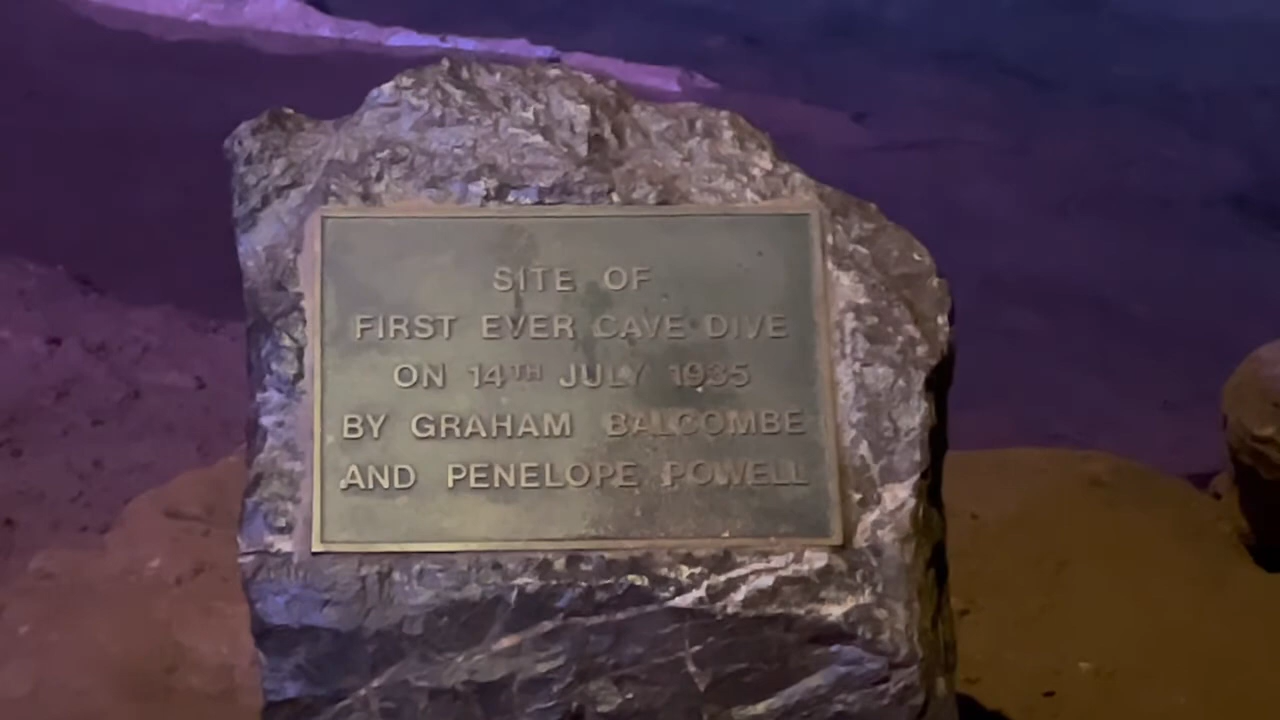 SITE OF
FIRST EVER CAVE DIVE
ON 14TH JULY 1935
BY GRAHAM BALCOMBE
AND PENELOPE POWELL